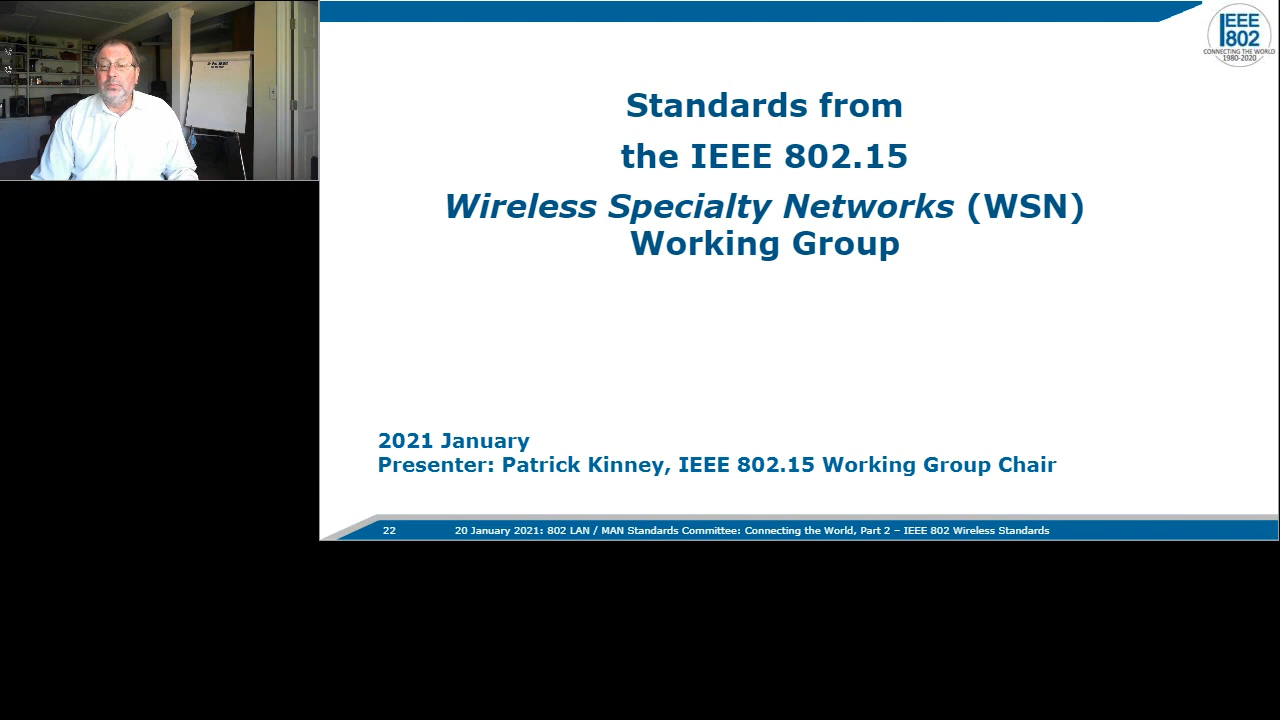 IEEE
802
CONNECTING THE WORLD
1980-2020
Standards from
the IEEE 802.15
Wireless Specialty Networks (WSN)
Working Group
2021 January
Presenter: Patrick Kinney, IEEE 802.15 Working Group Chair
22
20 January 2021: 802 LAN / MAN Standards Committee: Connecting the World, Part 2 – IEEE 802 Wireless Standards